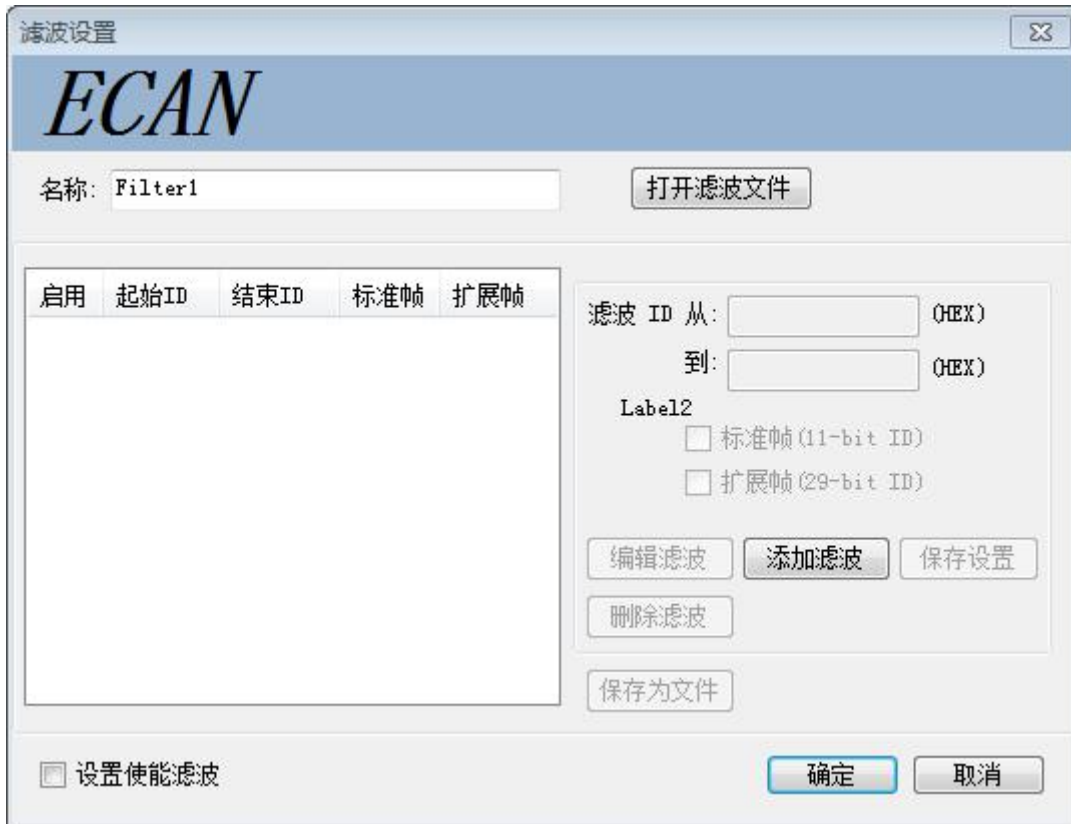 滤波设置
ECAN
名称: Filter1 打开滤波文件
启用 起始ID 结束ID 标准帧 扩展帧
滤波 ID 从: (HEX)
到: (HEX)
Label2
标准帧(11-bit ID)
扩展帧(29-bit ID)
编辑滤波 添加滤波 保存设置
删除滤波
保存为文件
设置使能滤波 确定 取消